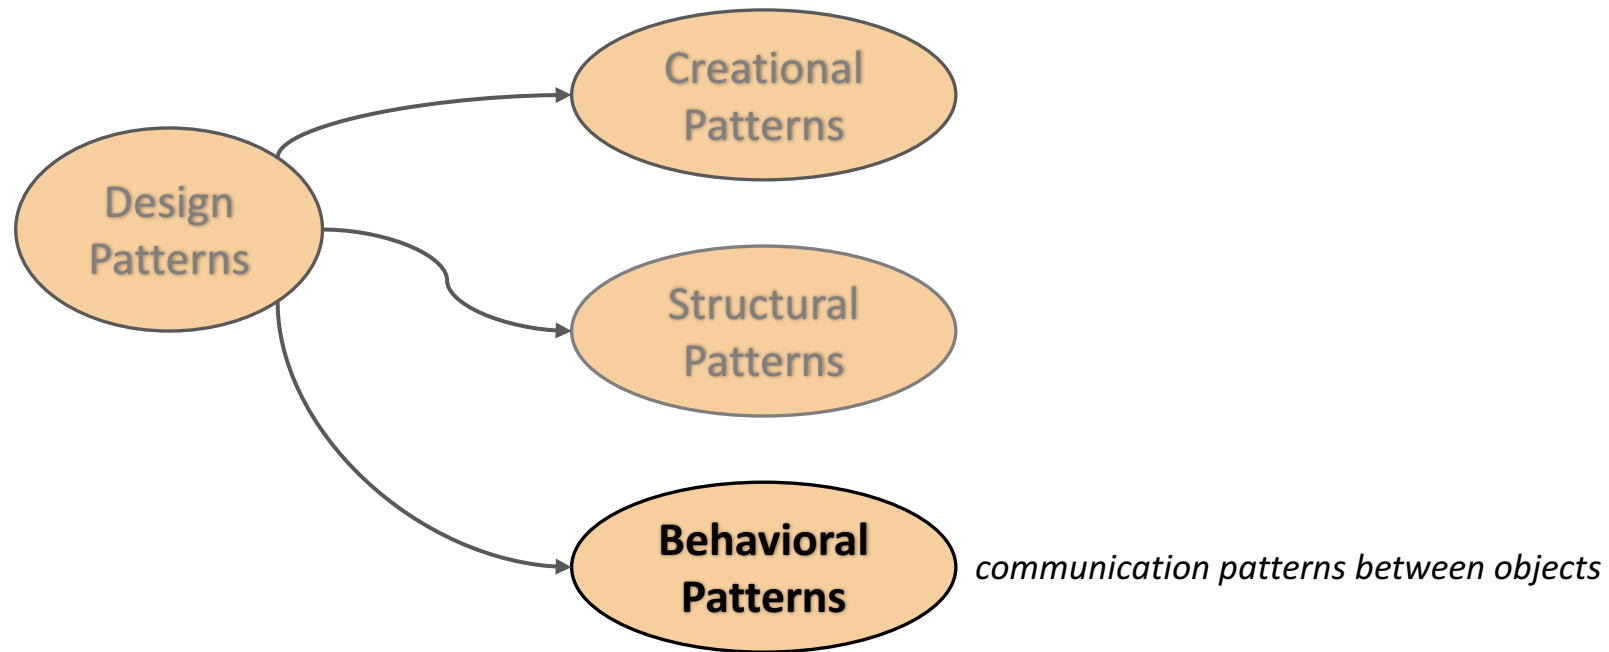 Creational
Patterns
Design
Patterns
Structural
Patterns
Behavioral
Patterns
communication patterns between objects